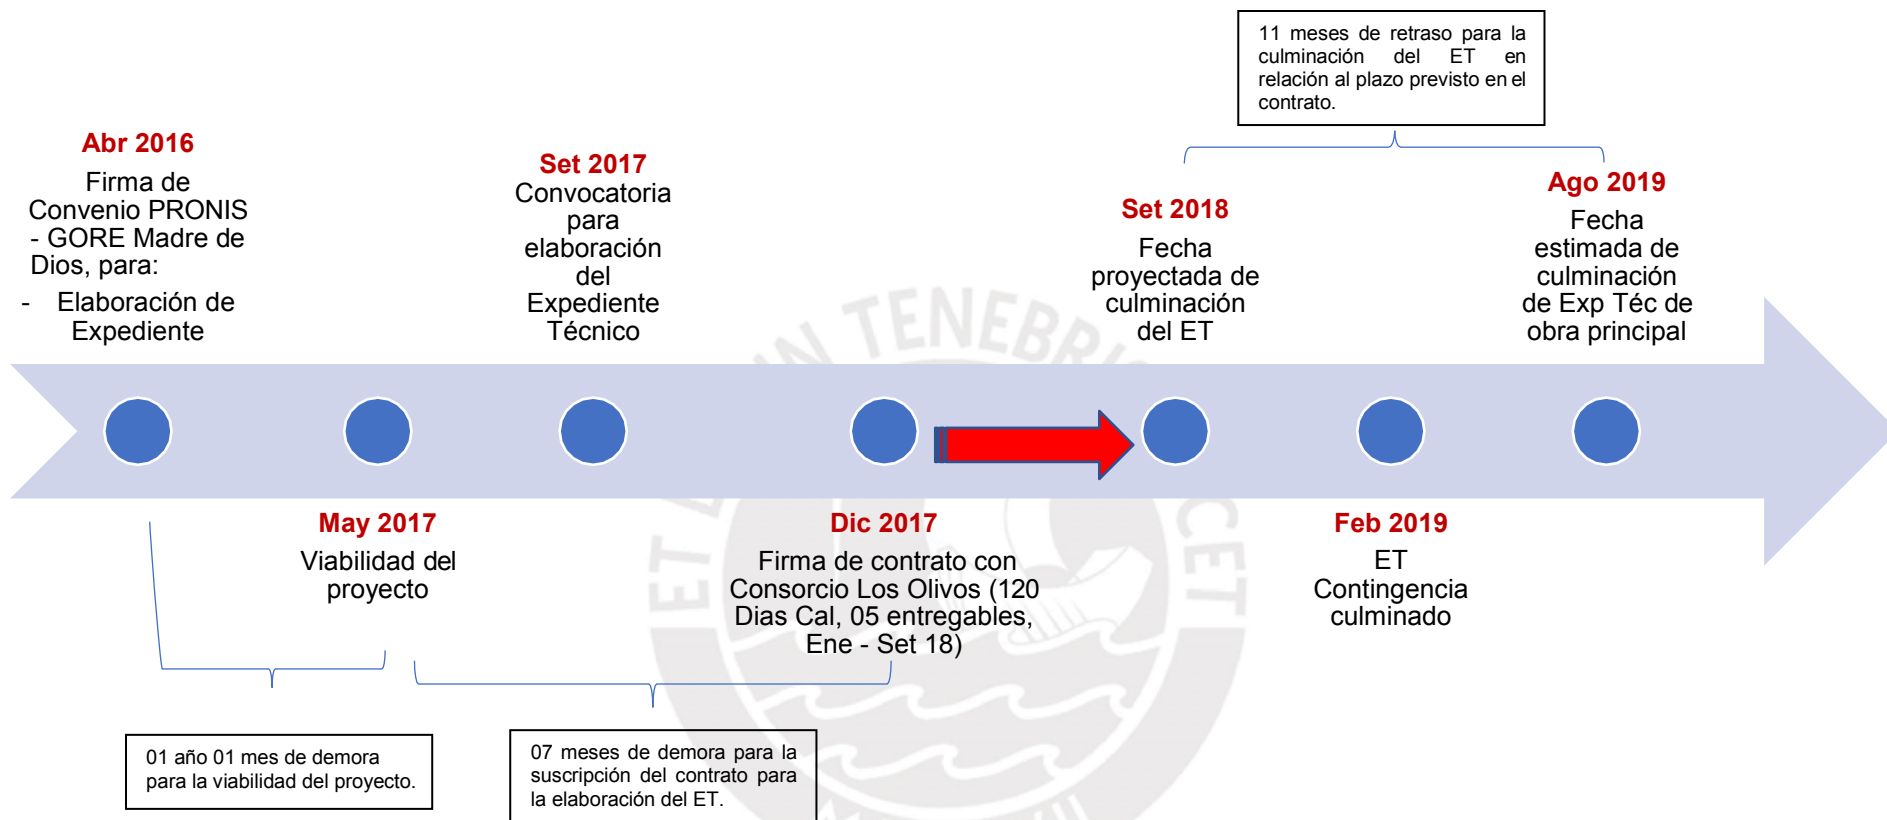 11 meses de retraso para la
culminación del ET en
relación al plazo previsto en el
contrato.
Abr 2016
Firma de
Convenio PRONIS
- GORE Madre de
Dios, para:
- Elaboración de
Expediente
Set 2017
Convocatoria
para
elaboración
del
Expediente
Técnico
Set 2018
Fecha
proyectada de
culminación
del ET
Ago 2019
Fecha
estimada de
culminación
de Exp Téc de
obra principal
May 2017
Viabilidad del
proyecto
Dic 2017
Firma de contrato con
Consorcio Los Olivos (120
Dias Cal, 05 entregables,
Ene - Set 18)
Feb 2019
ET
Contingencia
culminado
01 año 01 mes de demora
para la viabilidad del proyecto.
07 meses de demora para la
suscripción del contrato para
la elaboración del ET.
ET
IN TENEBRIS
CET